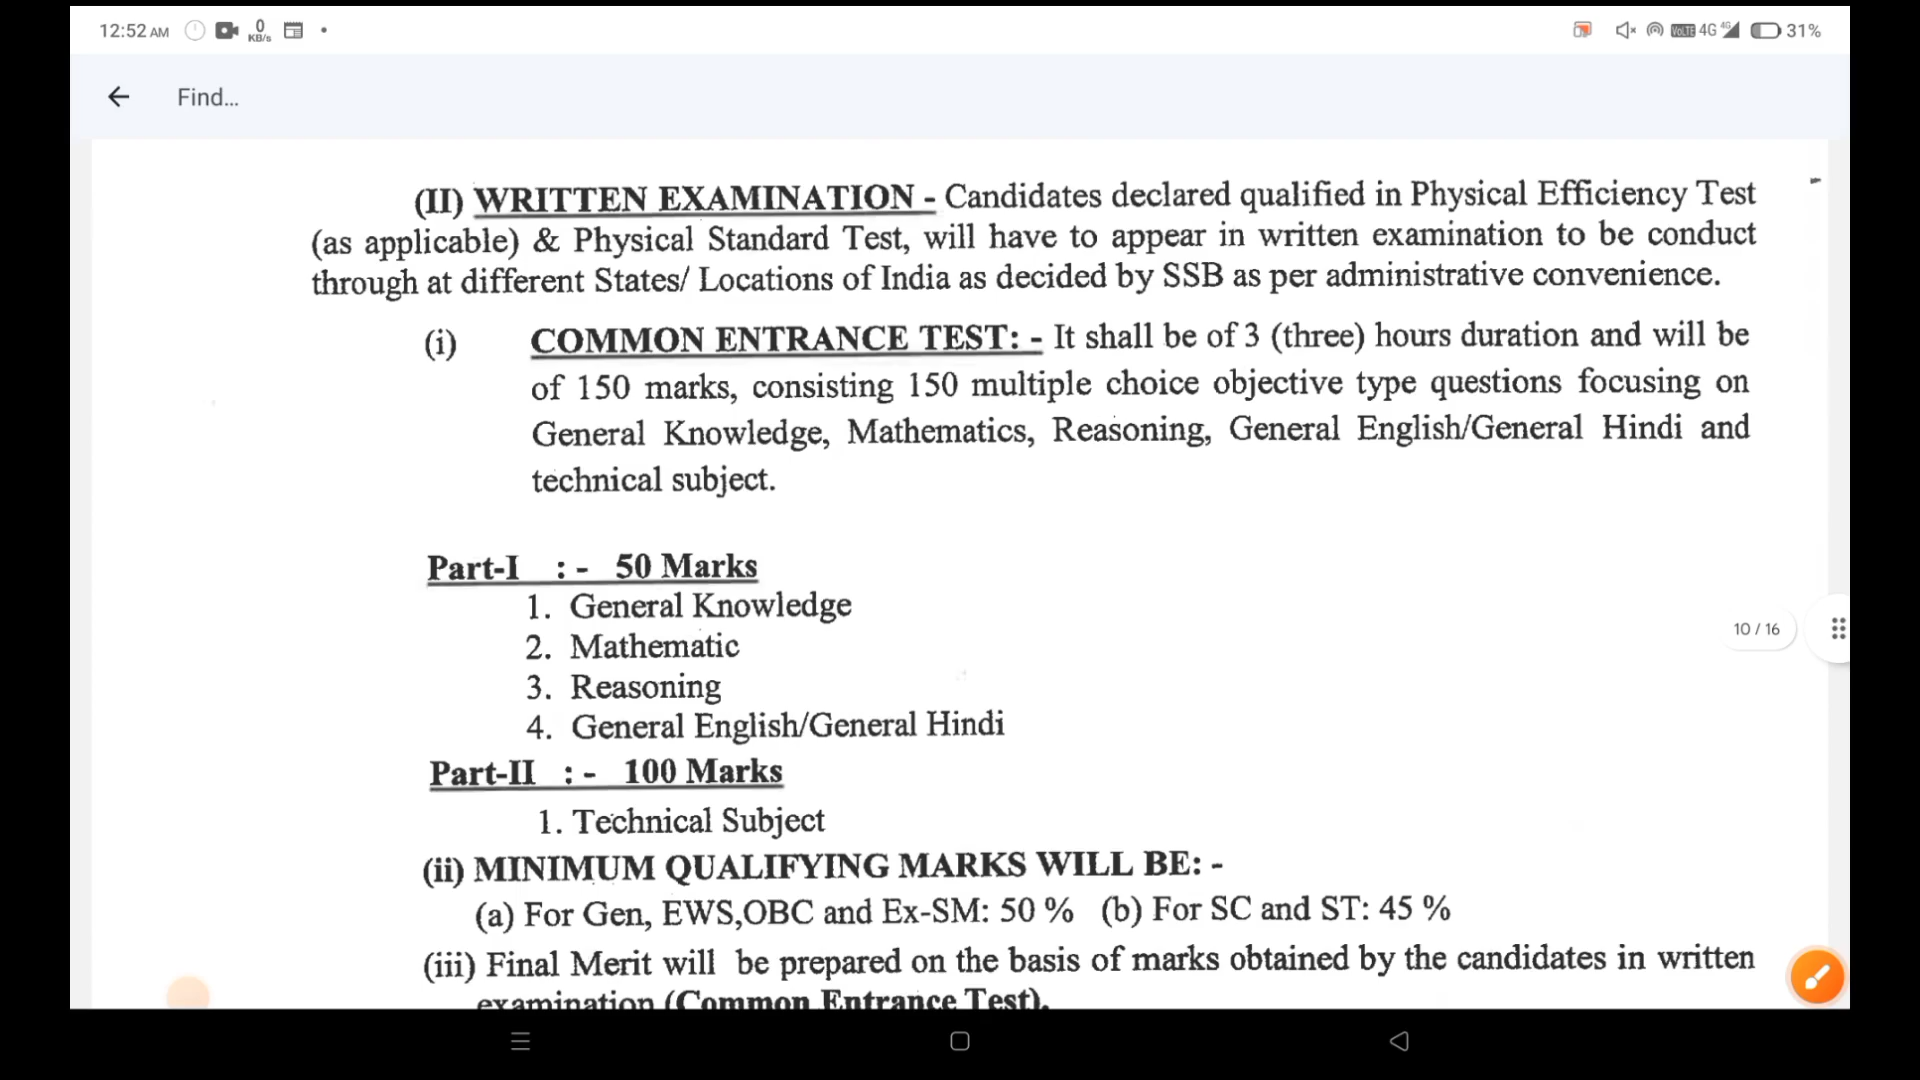 12:52 AM 0 KB/s VoLTE 4G 4G 31%
Find...
(II) WRITTEN EXAMINATION - Candidates declared qualified in Physical Efficiency Test
(as applicable) & Physical Standard Test, will have to appear in written examination to be conduct
through at different States/ Locations of India as decided by SSB as per administrative convenience.
(i) COMMON ENTRANCE TEST: - It shall be of 3 (three) hours duration and will be
of 150 marks, consisting 150 multiple choice objective type questions focusing on
General Knowledge, Mathematics, Reasoning, General English/General Hindi and
technical subject.
Part-I : - 50 Marks
1. General Knowledge
2. Mathematic
10 / 16
3. Reasoning
4. General English/General Hindi
Part-II : - 100 Marks
1. Technical Subject
(ii) MINIMUM QUALIFYING MARKS WILL BE: -
(a) For Gen, EWS,OBC and Ex-SM: 50 % (b) For SC and ST: 45 %
(iii) Final Merit will be prepared on the basis of marks obtained by the candidates in written
examination (Common Entrance Test).